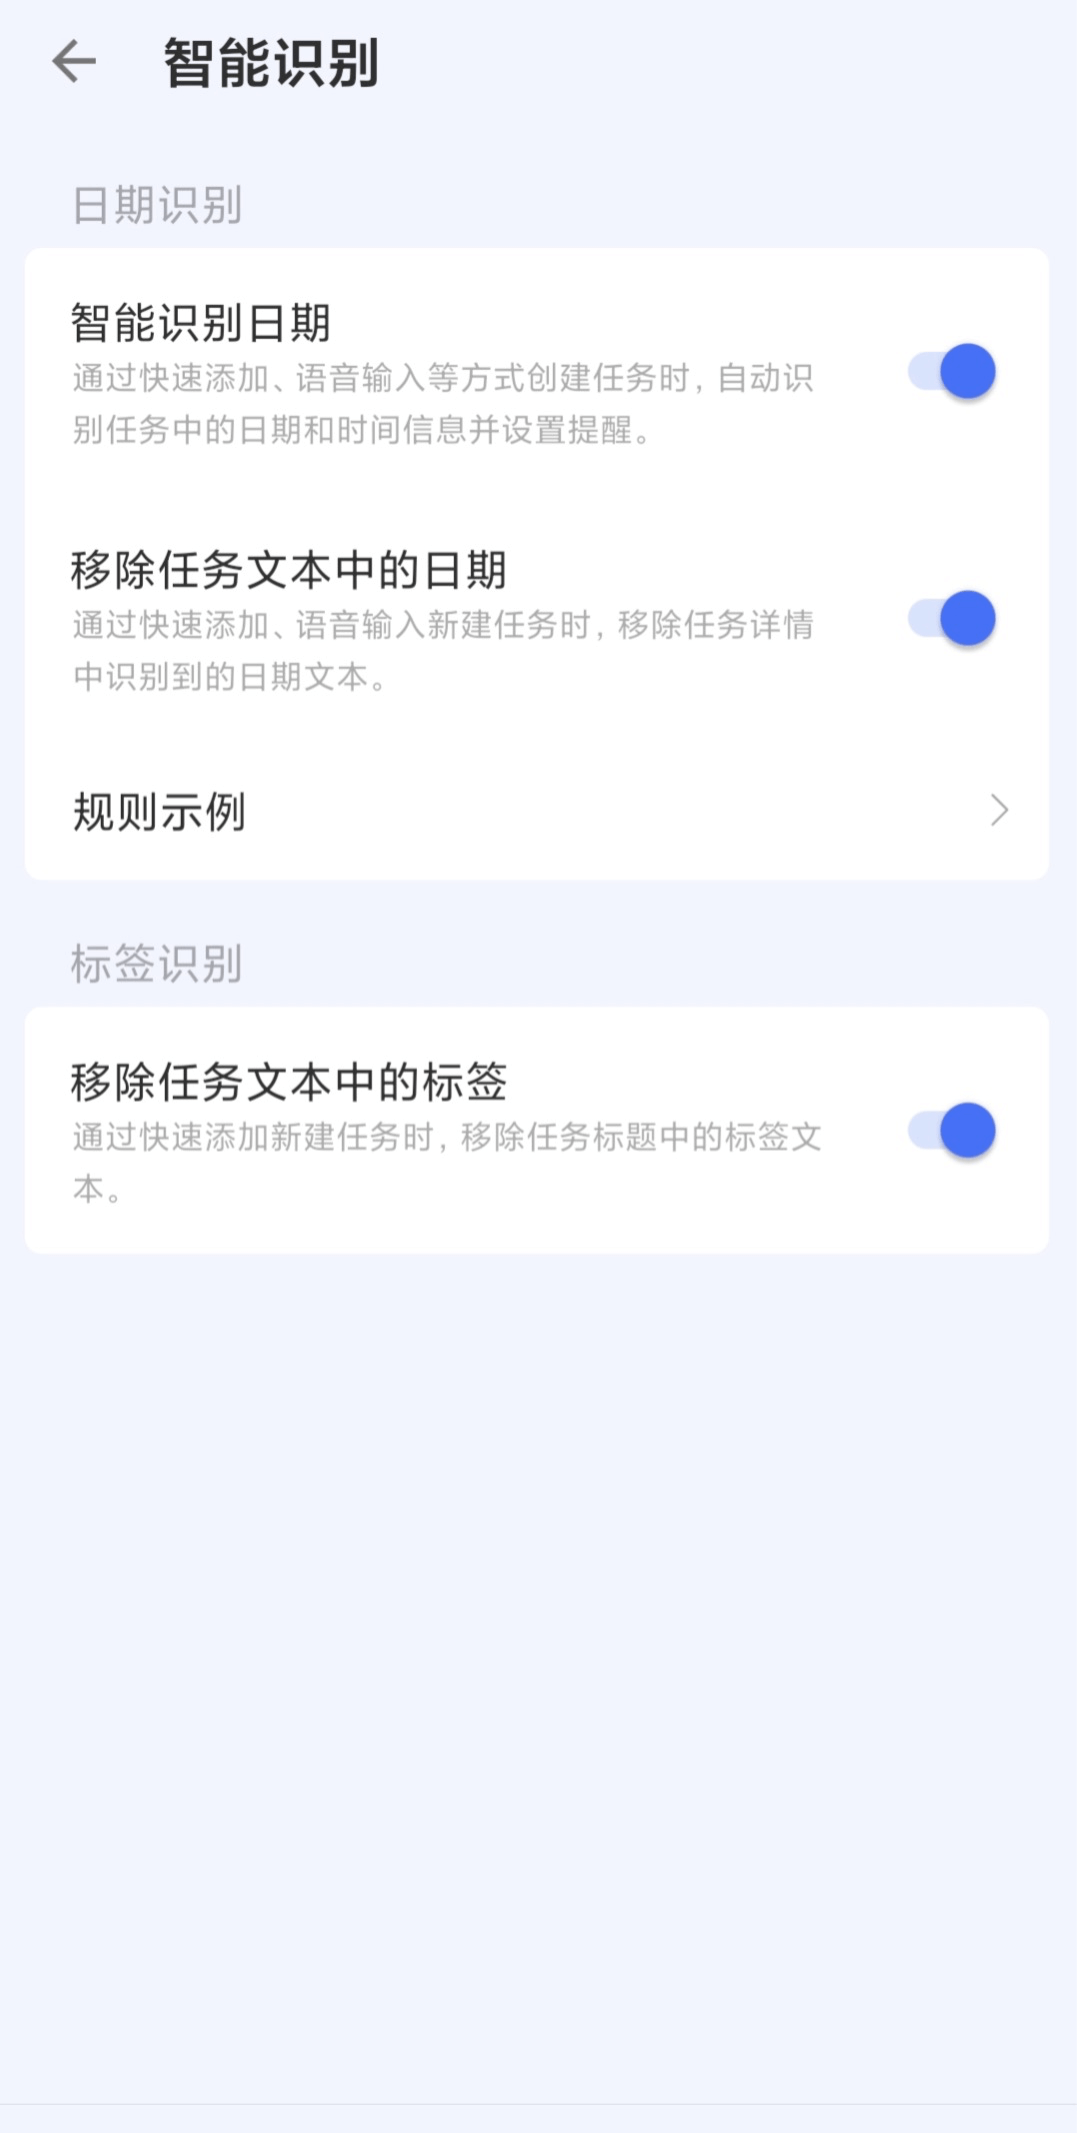 智能识别
日期识别
智能识别日期
通过快速添加、语音输入等方式创建任务时，自动识
别任务中的日期和时间信息并设置提醒。
移除任务文本中的日期
通过快速添加、语音输入新建任务时，移除任务详情
中识别到的日期文本。
规则示例
标签识别
移除任务文本中的标签
通过快速添加新建任务时，移除任务标题中的标签文
本。